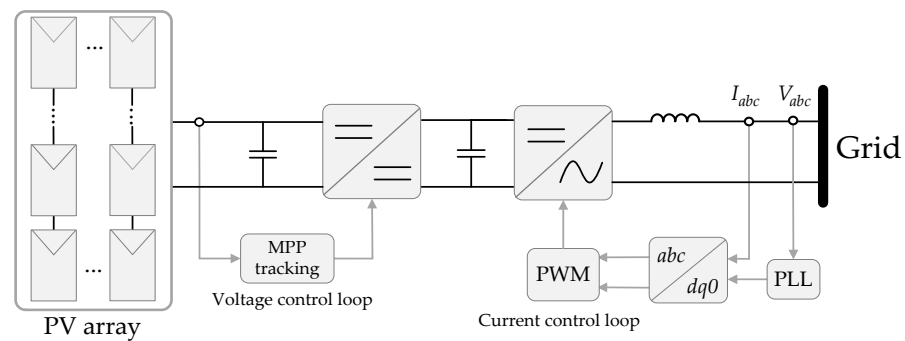 ...
I_abc
V_abc
Grid
MPP
tracking
Voltage control loop
PWM
abc
dq0
PLL
Current control loop
...
PV array